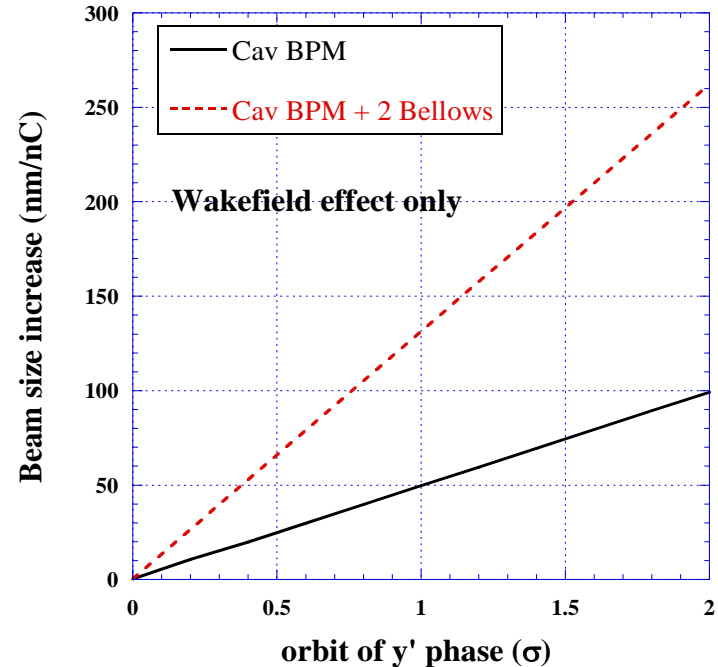 300
250
200
150
100
50
0
Cav BPM
Cav BPM + 2 Bellows
Wakefield effect only
Beam size increase (nm/nC)
0 0.5 1 1.5 2
orbit of y' phase (σ)